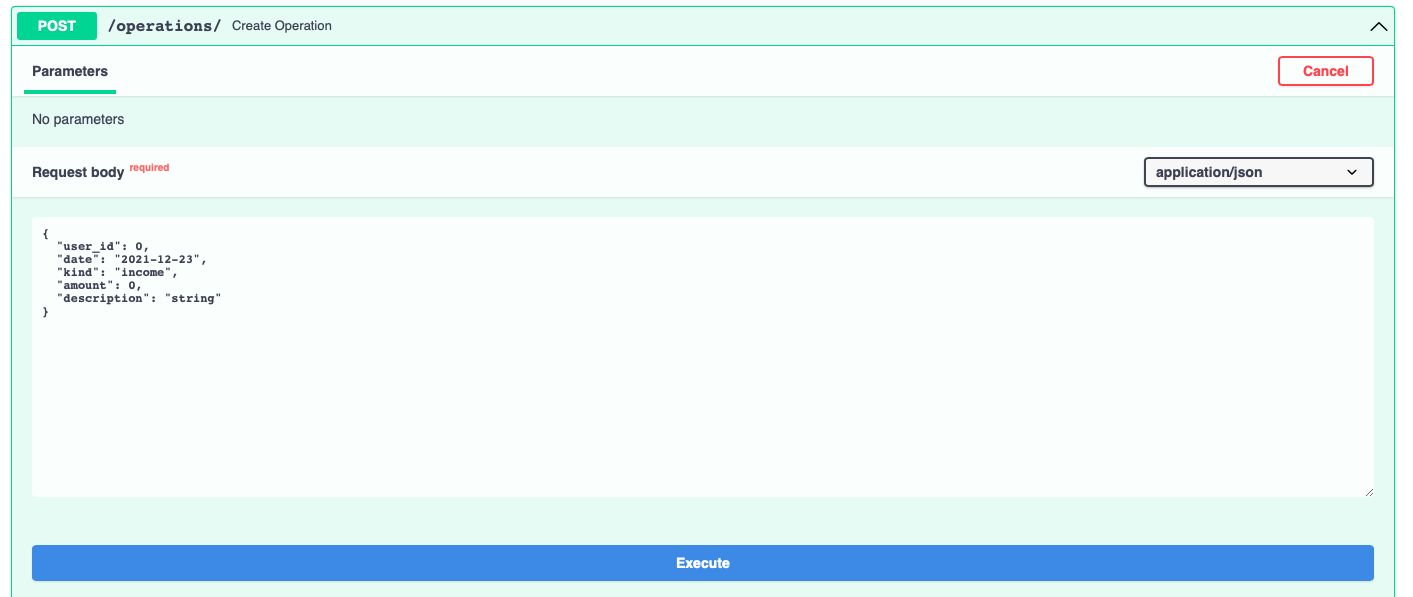 POST /operations/ Create Operation
Parameters
Cancel
No parameters
Request body required
application/json
{
  "user_id": 0,
  "date": "2021-12-23",
  "kind": "income",
  "amount": 0,
  "description": "string"
}
Execute